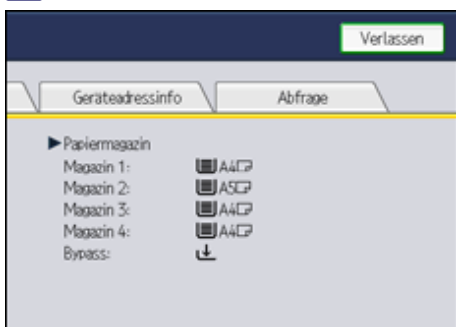 Verlassen
Geräteadressinfo Abfrage
▶Papiermagazin
Magazin 1: A4
Magazin 2: A5
Magazin 3: A4
Magazin 4: A4
Bypass: